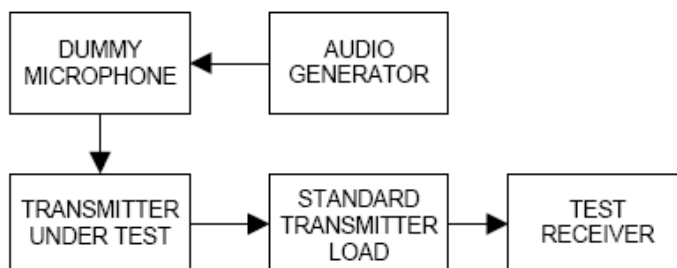 DUMMY
MICROPHONE
AUDIO
GENERATOR
TRANSMITTER
UNDER TEST
STANDARD
TRANSMITTER
LOAD
TEST
RECEIVER